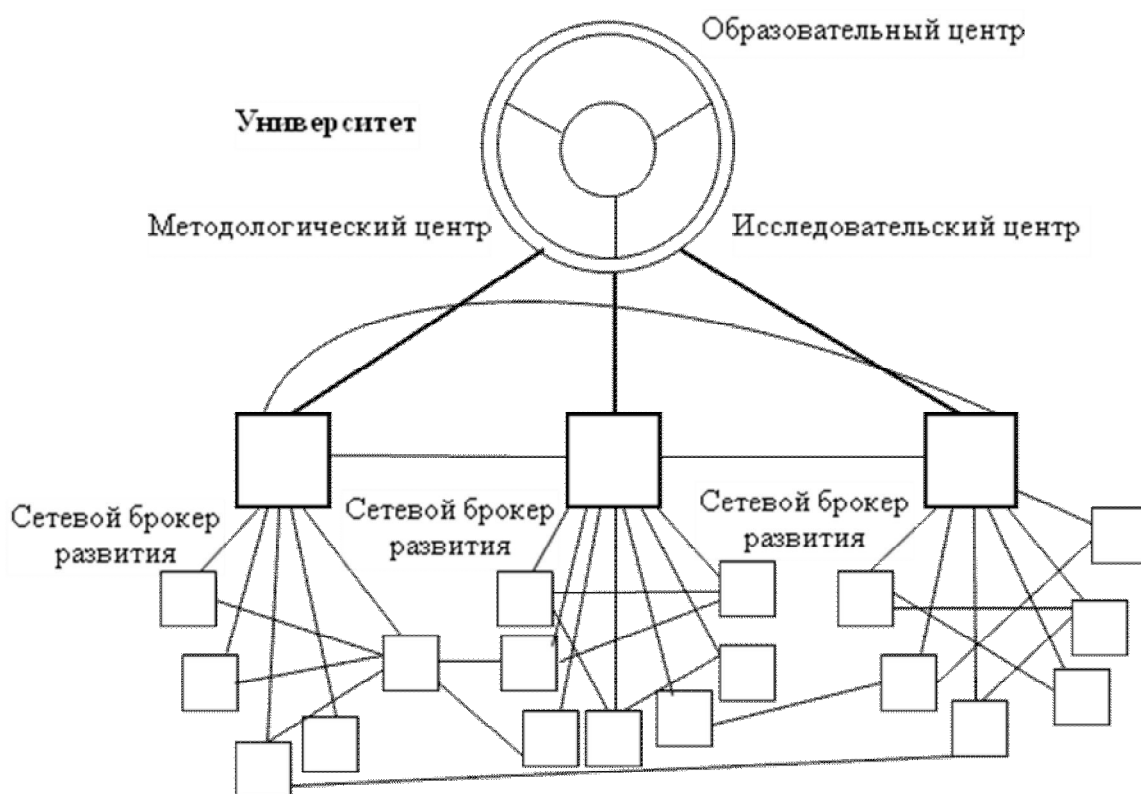 Образовательный центр
Университет
Методологический центр
Исследовательский центр
Сетевой брокер
развития
Сетевой брокер
развития
Сетевой брокер
развития